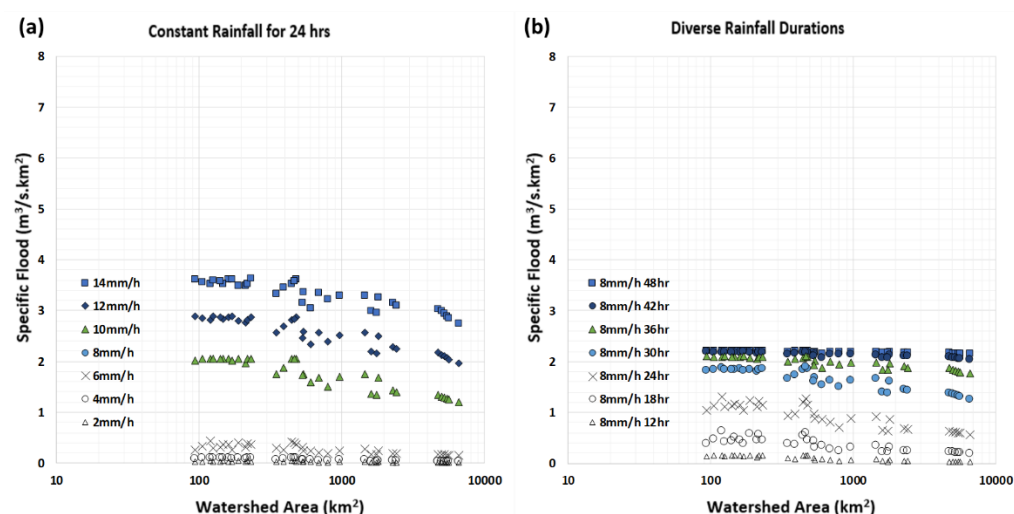 (a)
Constant Rainfall for 24 hrs
8
7
6
5
4
3
2
1
0
Specific Flood (m³/s.km²)
14mm/h
12mm/h
10mm/h
8mm/h
6mm/h
4mm/h
2mm/h
10
100
1000
10000
Watershed Area (km²)
(b)
Diverse Rainfall Durations
8
7
6
5
4
3
2
1
0
Specific Flood (m³/s.km²)
8mm/h 48hr
8mm/h 42hr
8mm/h 36hr
8mm/h 30hr
8mm/h 24hr
8mm/h 18hr
8mm/h 12hr
10
100
1000
10000
Watershed Area (km²)